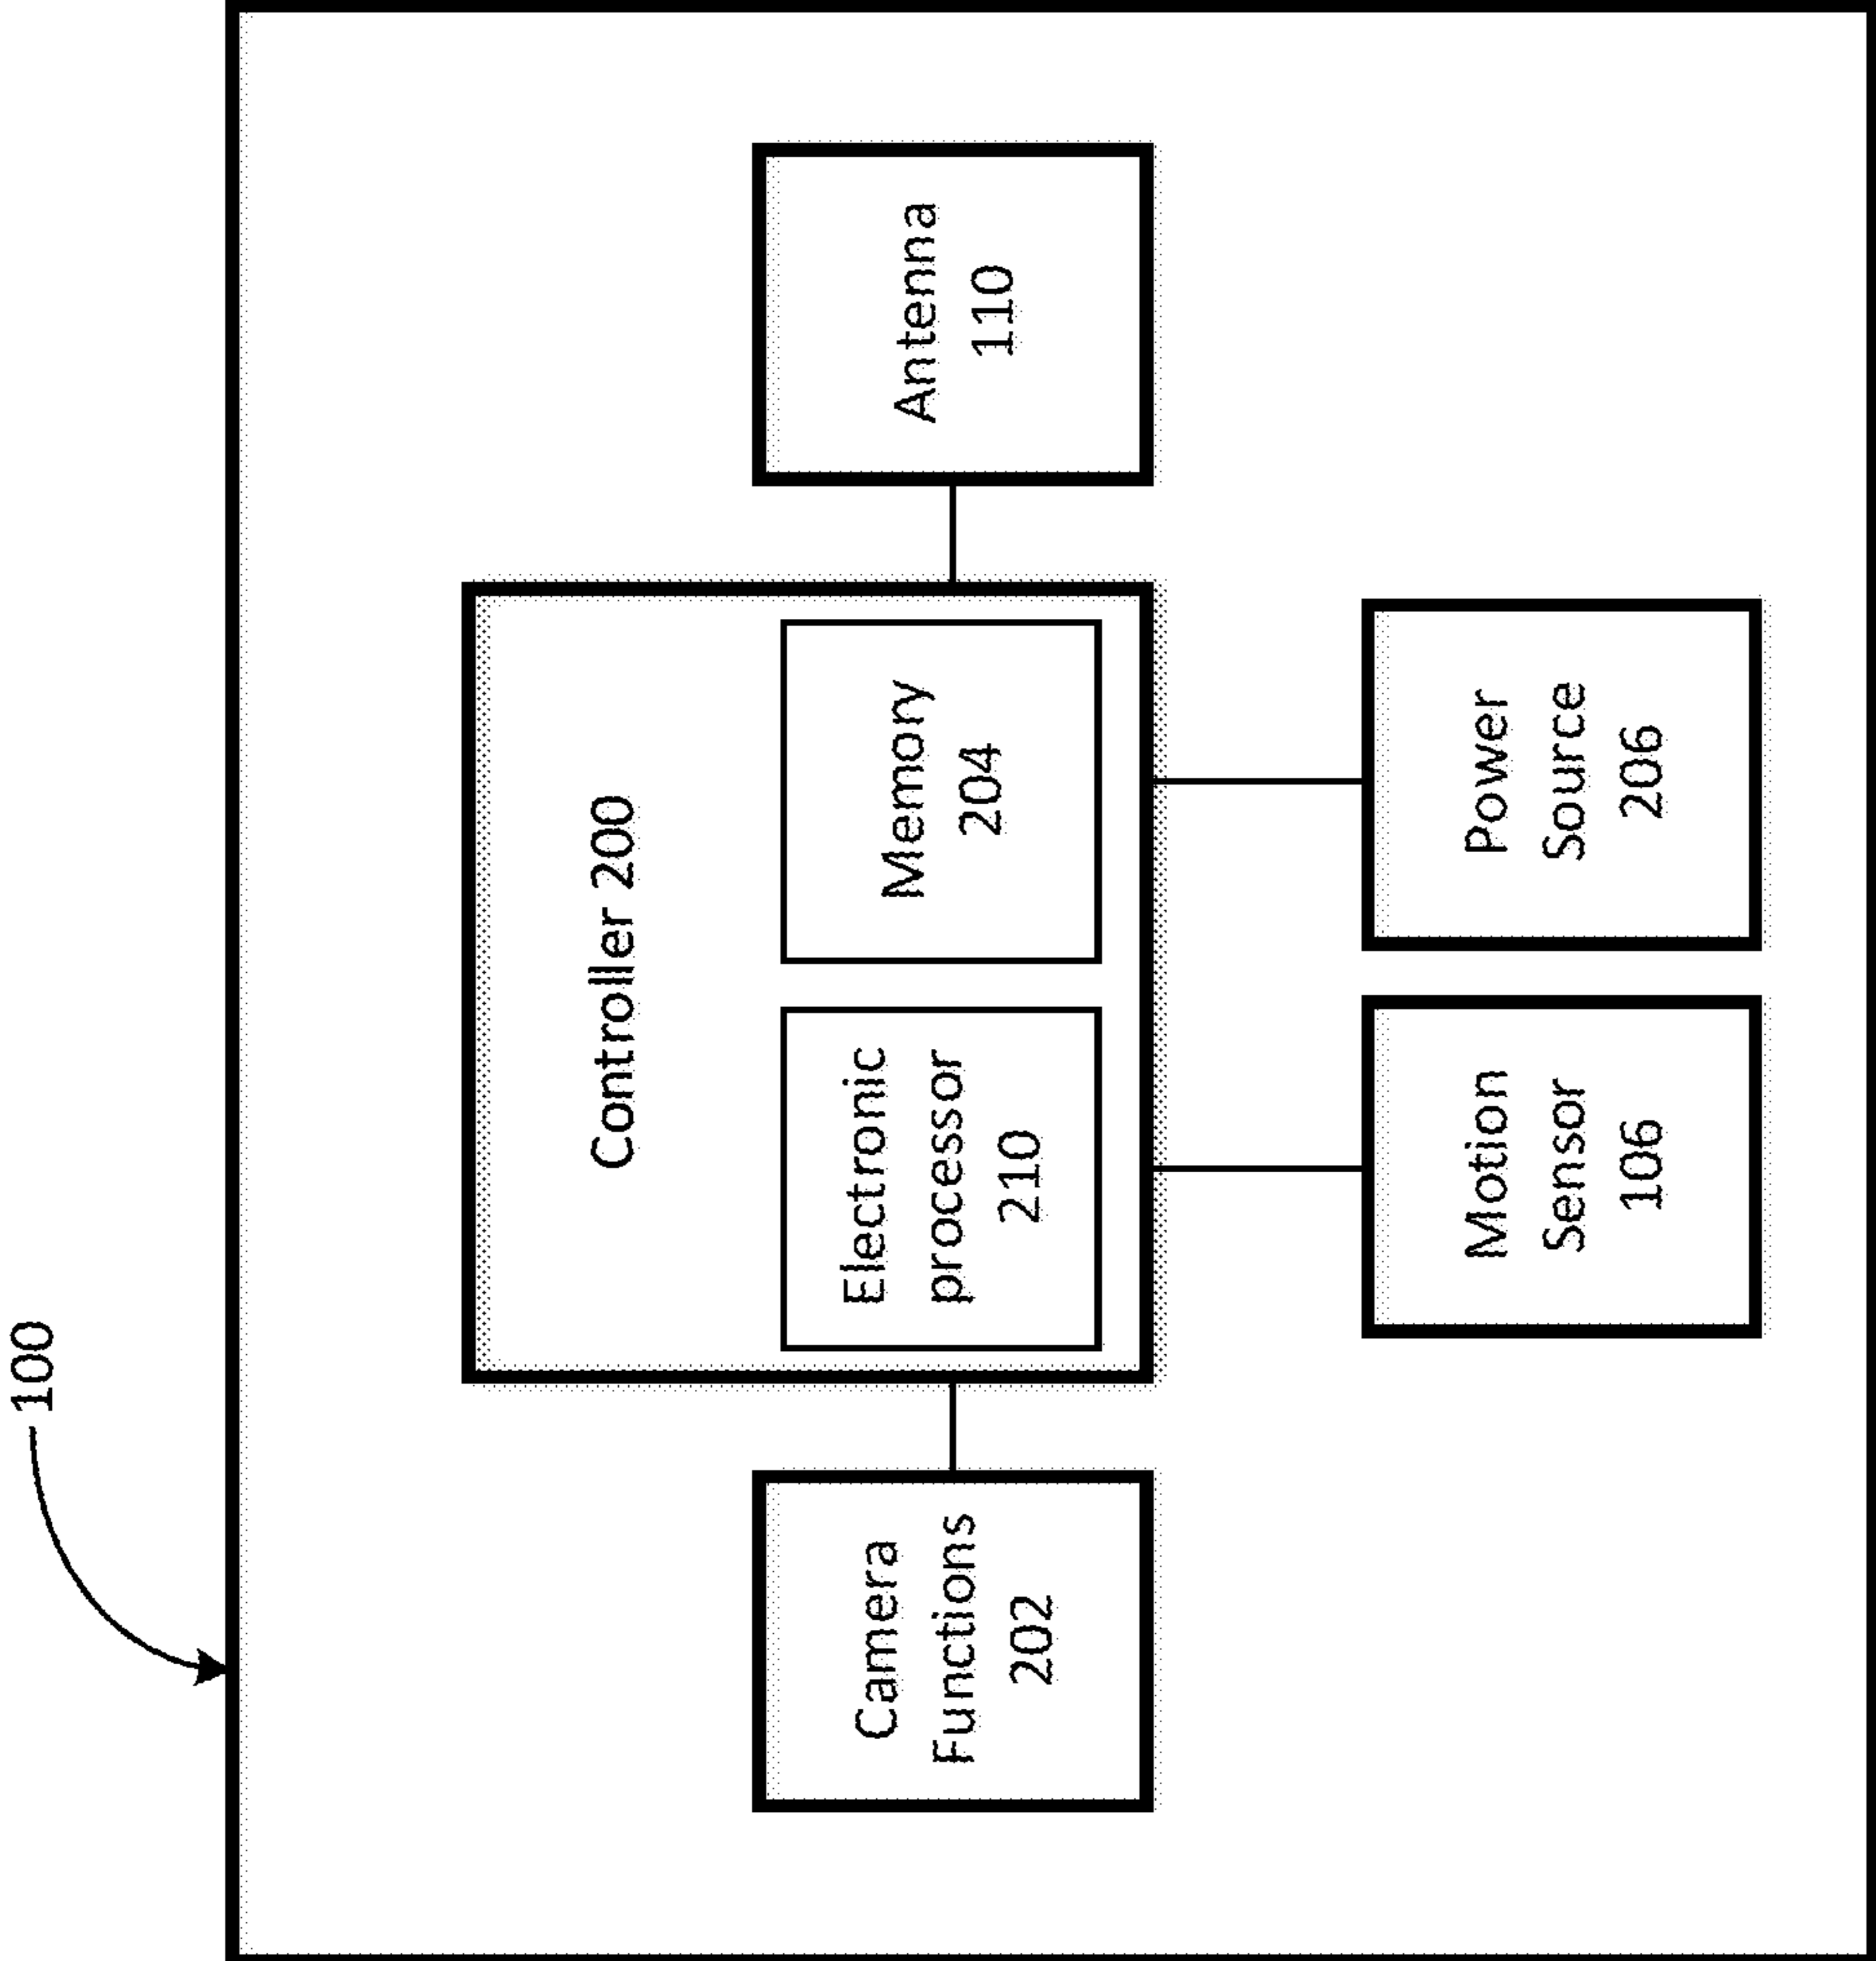 100
Controller 200
Camera
Functions
202
Electronic
processor
210
Memory
204
Antenna
110
Motion
Sensor
106
Power
Source
206